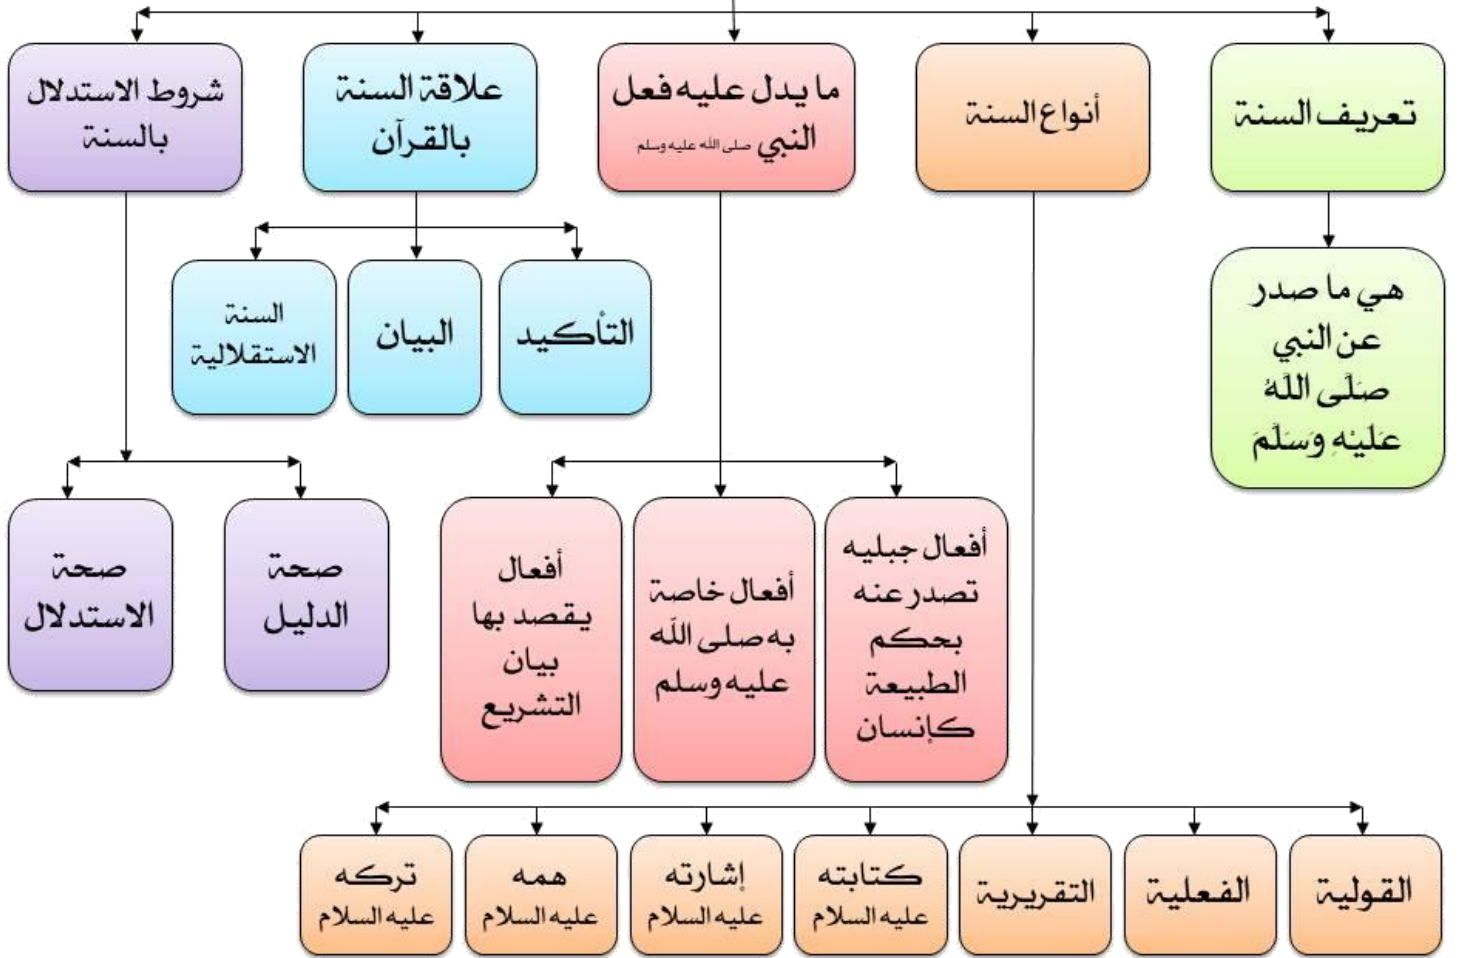 تعريف السنة
أنواع السنة
ما يدل عليه فعل
النبي صلى الله عليه وسلم
علاقة السنة
بالقرآن
شروط الاستدلال
بالسنة
هي ما صدر
عن النبي
صَلَّى اللَّهُ
عَلَيْهِ وَسَلَّمَ
التأكيد
البيان
السنة
الاستقلالية
أفعال جبليه
تصدر عنه
بحكم
الطبيعة
كإنسان
أفعال خاصة
به صلى الله
عليه وسلم
أفعال
يقصد بها
بيان
التشريع
صحة
الدليل
صحة
الاستدلال
القولية
الفعلية
التقريرية
كتابته
عليه السلام
إشارته
عليه السلام
همه
عليه السلام
تركه
عليه السلام